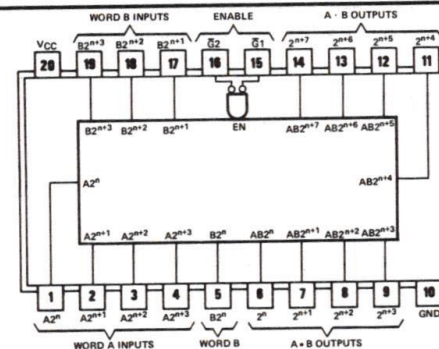 WORD B INPUTS ENABLE A · B OUTPUTS
VCC B2ⁿ⁺³ B2ⁿ⁺² B2ⁿ⁺¹ G̅2 G̅1 2ⁿ⁺⁷ 2ⁿ⁺⁶ 2ⁿ⁺⁵ 2ⁿ⁺⁴
20 19 18 17 16 15 14 13 12 11
B2ⁿ⁺³ B2ⁿ⁺² B2ⁿ⁺¹ EN AB2ⁿ⁺⁷ AB2ⁿ⁺⁶ AB2ⁿ⁺⁵
A2ⁿ AB2ⁿ⁺⁴
A2ⁿ⁺¹ A2ⁿ⁺² A2ⁿ⁺³ B2ⁿ AB2ⁿ AB2ⁿ⁺¹ AB2ⁿ⁺² AB2ⁿ⁺³
1 2 3 4 5 6 7 8 9 10
A2ⁿ A2ⁿ⁺¹ A2ⁿ⁺² A2ⁿ⁺³ B2ⁿ 2ⁿ 2ⁿ⁺¹ 2ⁿ⁺² 2ⁿ⁺³ GND
WORD A INPUTS WORD B A • B OUTPUTS